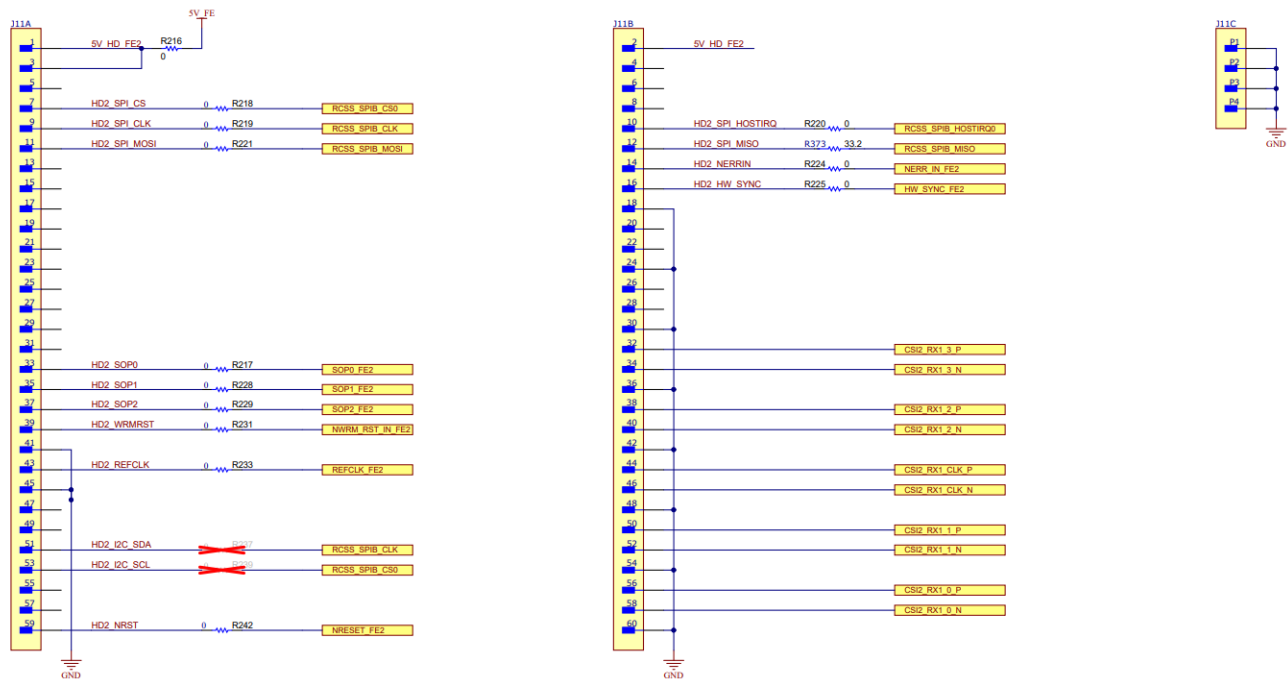 5V_FE
J11A
1 5V_HD_FE2 R216
0
3
5
7 HD2_SPI_CS 0 R218 RCSS_SPIB_CS0
9 HD2_SPI_CLK 0 R219 RCSS_SPIB_CLK
11 HD2_SPI_MOSI 0 R221 RCSS_SPIB_MOSI
13
15
17
19
21
23
25
27
29
31
33 HD2_SOP0 0 R217 SOP0_FE2
35 HD2_SOP1 0 R228 SOP1_FE2
37 HD2_SOP2 0 R229 SOP2_FE2
39 HD2_WRMRST 0 R231 NWRM_RST_IN_FE2
41
43 HD2_REFCLK 0 R233 REFCLK_FE2
45
47
49
51 HD2_I2C_SDA 0 R237 RCSS_SPIB_CLK
53 HD2_I2C_SCL 0 R239 RCSS_SPIB_CS0
55
57
59 HD2_NRST 0 R242 NRESET_FE2
GND
J11B
2 5V_HD_FE2
4
6
8
10 HD2_SPI_HOSTIRQ R220 0 RCSS_SPIB_HOSTIRQ0
12 HD2_SPI_MISO R373 33.2 RCSS_SPIB_MISO
14 HD2_NERRIN R224 0 NERR_IN_FE2
16 HD2_HW_SYNC R225 0 HW_SYNC_FE2
18
20
22
24
26
28
30
32 CSI2_RX1_3_P
34 CSI2_RX1_3_N
36
38 CSI2_RX1_2_P
40 CSI2_RX1_2_N
42
44 CSI2_RX1_CLK_P
46 CSI2_RX1_CLK_N
48
50 CSI2_RX1_1_P
52 CSI2_RX1_1_N
54
56 CSI2_RX1_0_P
58 CSI2_RX1_0_N
60
GND
J11C
P1
P2
P3
P4
GND